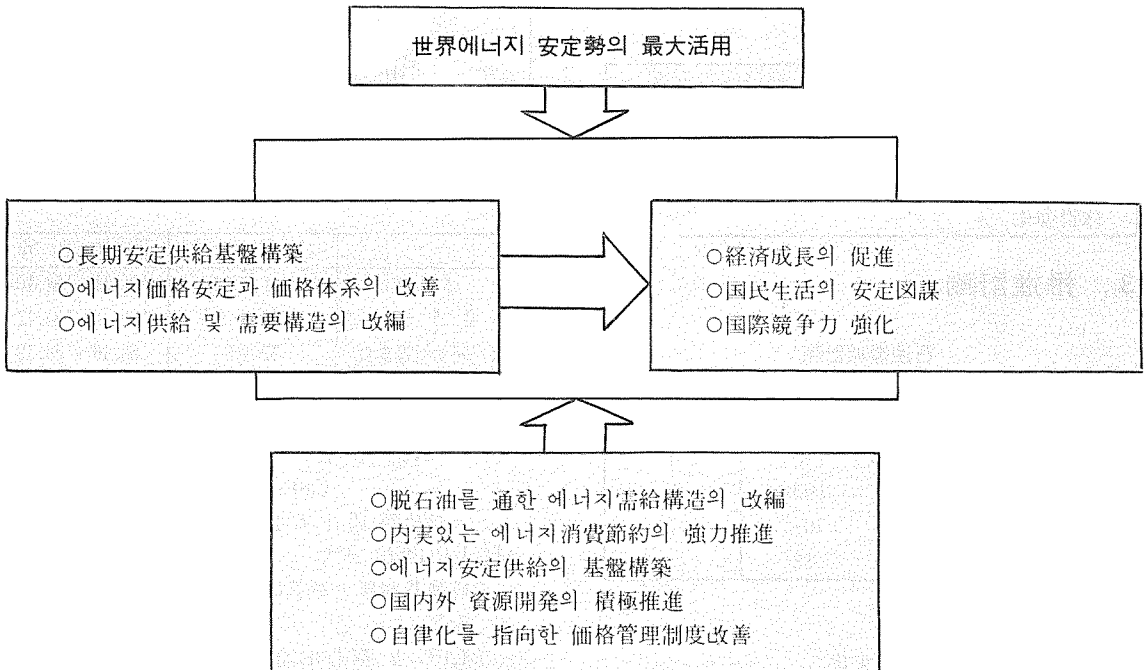 世界에너지 安定勢의 最大活用
○長期安定供給基盤構築
○에너지価格安定과 価格体系의 改善
○에너지供給 및 需要構造의 改編
○経済成長의 促進
○国民生活의 安定図謀
○国際競争力 強化
○脱石油를 通한 에너지需給構造의 改編
○内実있는 에너지消費節約의 強力推進
○에너지安定供給의 基盤構築
○国内外 資源開発의 積極推進
○自律化를 指向한 価格管理制度改善